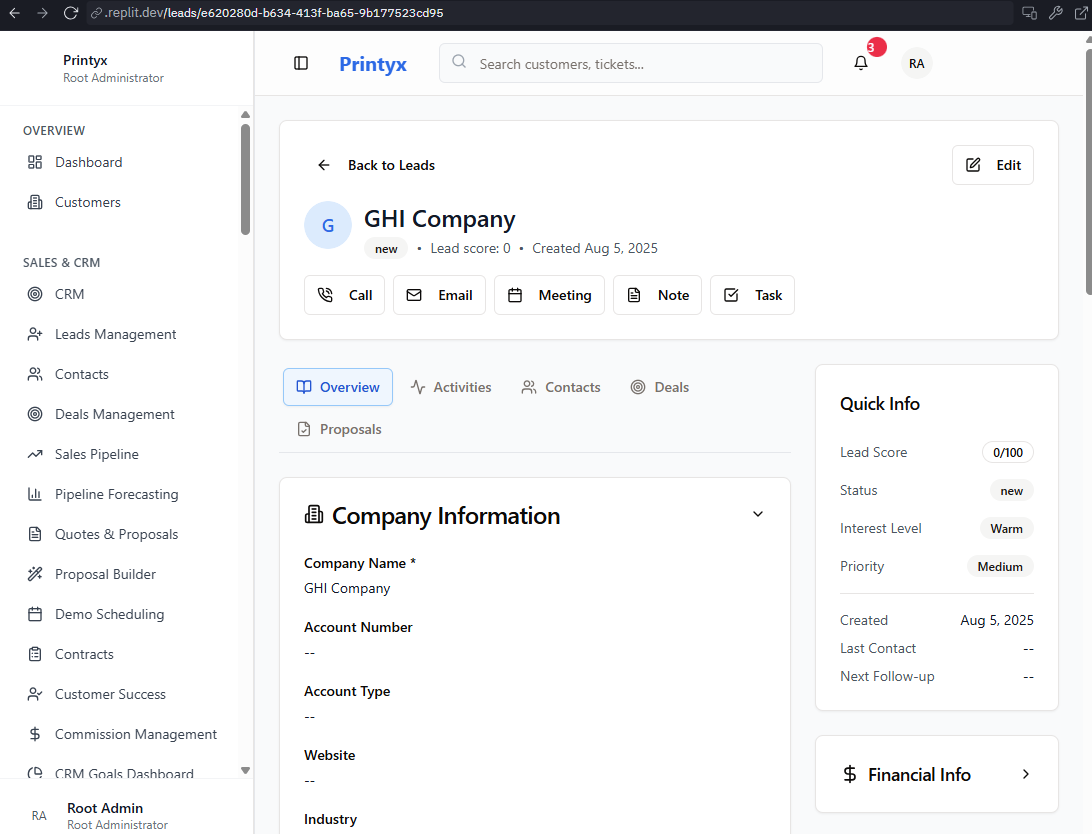 .replit.dev/leads/e620280d-b634-413f-ba65-9b177523cd95
Printyx
Root Administrator
OVERVIEW
Dashboard
Customers
SALES & CRM
CRM
Leads Management
Contacts
Deals Management
Sales Pipeline
Pipeline Forecasting
Quotes & Proposals
Proposal Builder
Demo Scheduling
Contracts
Customer Success
Commission Management
CRM Goals Dashboard
RA
Root Admin
Root Administrator
Printyx
Search customers, tickets...
3
RA
Back to Leads
Edit
G
GHI Company
new • Lead score: 0 • Created Aug 5, 2025
Call
Email
Meeting
Note
Task
Overview
Activities
Contacts
Deals
Proposals
Company Information
Company Name *
GHI Company
Account Number
--
Account Type
--
Website
--
Industry
Quick Info
Lead Score 0/100
Status new
Interest Level Warm
Priority Medium
Created Aug 5, 2025
Last Contact --
Next Follow-up --
$ Financial Info